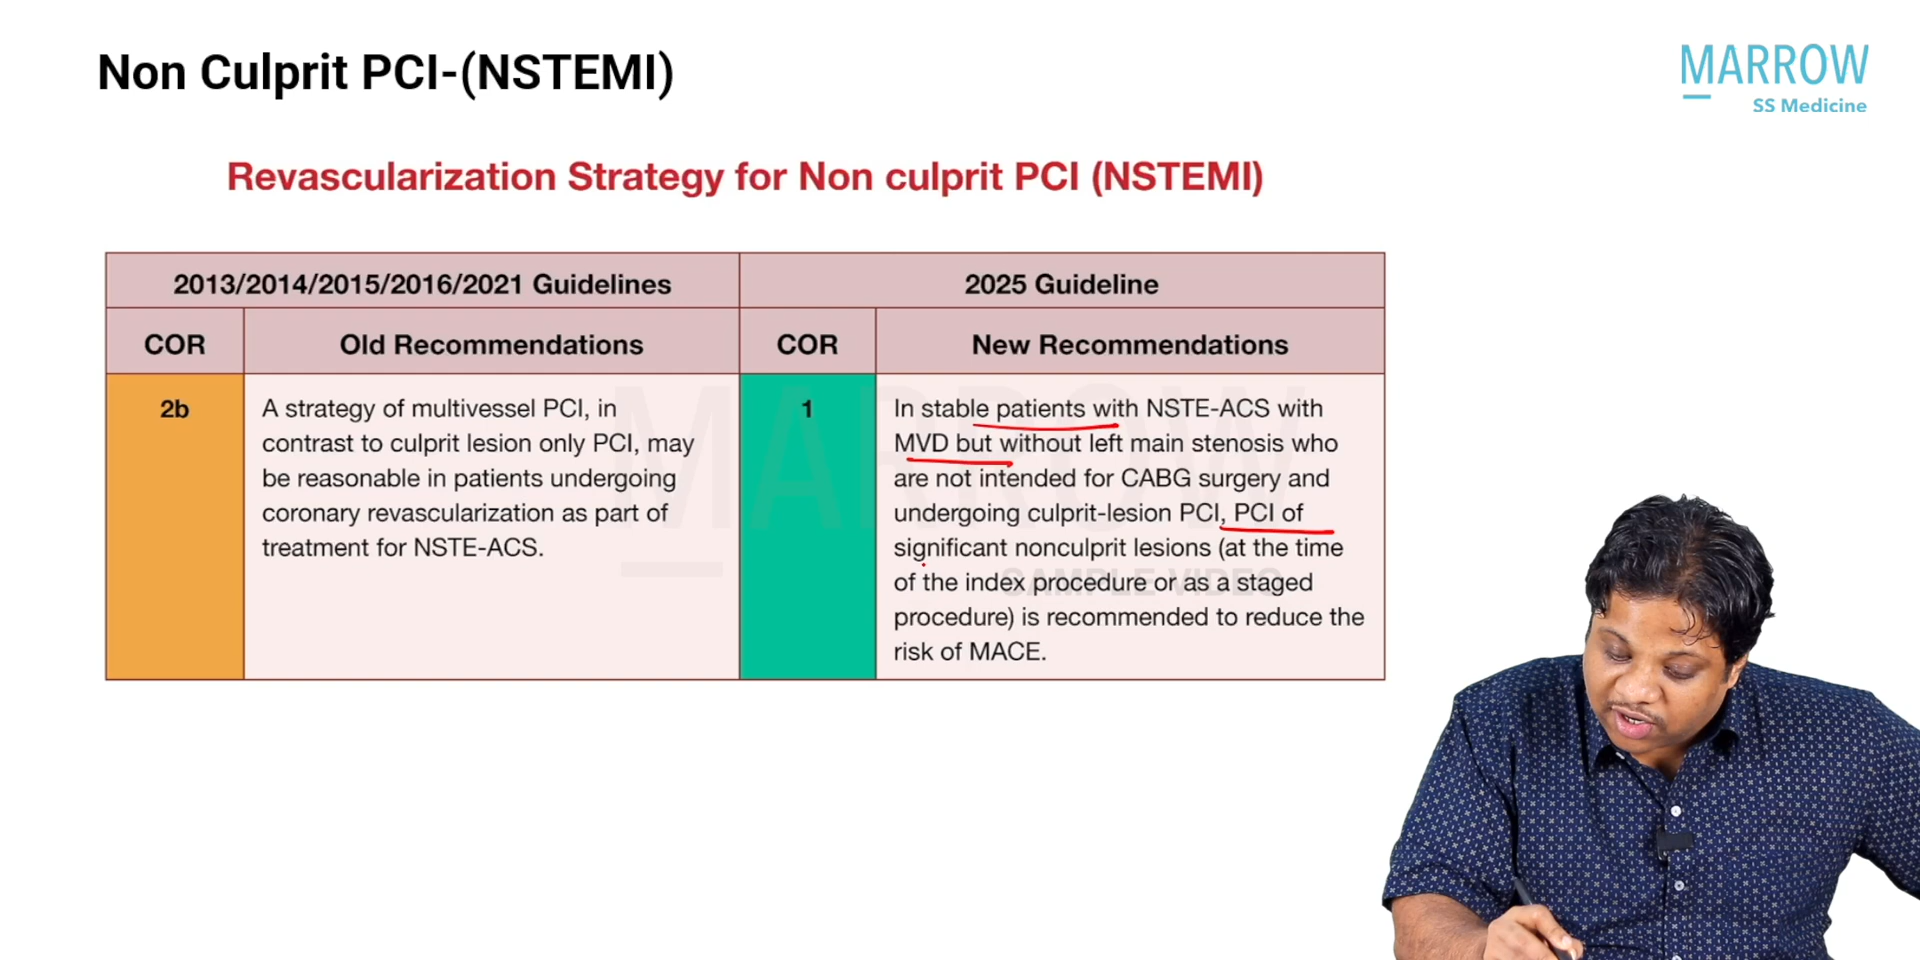 Non Culprit PCI-(NSTEMI)
MARROW
SS Medicine
Revascularization Strategy for Non culprit PCI (NSTEMI)
2013/2014/2015/2016/2021 Guidelines
2025 Guideline
COR
Old Recommendations
COR
New Recommendations
2b
A strategy of multivessel PCI, in
contrast to culprit lesion only PCI, may
be reasonable in patients undergoing
coronary revascularization as part of
treatment for NSTE-ACS.
1
In stable patients with NSTE-ACS with
MVD but without left main stenosis who
are not intended for CABG surgery and
undergoing culprit-lesion PCI, PCI of
significant nonculprit lesions (at the time
of the index procedure or as a staged
procedure) is recommended to reduce the
risk of MACE.
MARROW
SAMPLE VIDEO